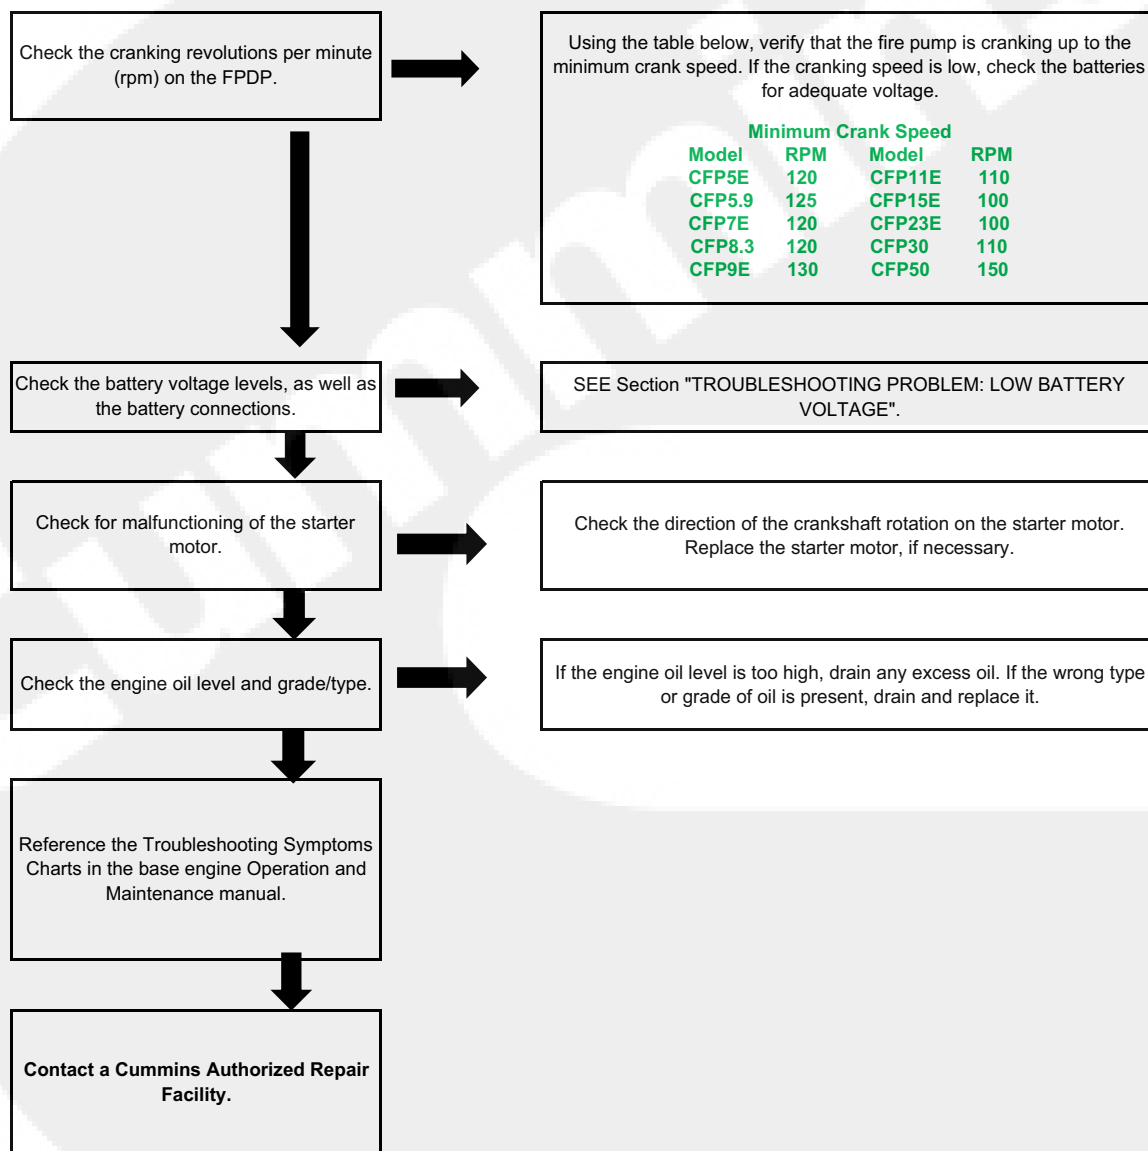 Check the cranking revolutions per minute
(rpm) on the FPDP.
Using the table below, verify that the fire pump is cranking up to the
minimum crank speed. If the cranking speed is low, check the batteries
for adequate voltage.
Minimum Crank Speed
Model RPM Model RPM
CFP5E 120 CFP11E 110
CFP5.9 125 CFP15E 100
CFP7E 120 CFP23E 100
CFP8.3 120 CFP30 110
CFP9E 130 CFP50 150
Check the battery voltage levels, as well as
the battery connections.
SEE Section "TROUBLESHOOTING PROBLEM: LOW BATTERY
VOLTAGE".
Check for malfunctioning of the starter
motor.
Check the direction of the crankshaft rotation on the starter motor.
Replace the starter motor, if necessary.
Check the engine oil level and grade/type.
If the engine oil level is too high, drain any excess oil. If the wrong type
or grade of oil is present, drain and replace it.
Reference the Troubleshooting Symptoms
Charts in the base engine Operation and
Maintenance manual.
Contact a Cummins Authorized Repair
Facility.